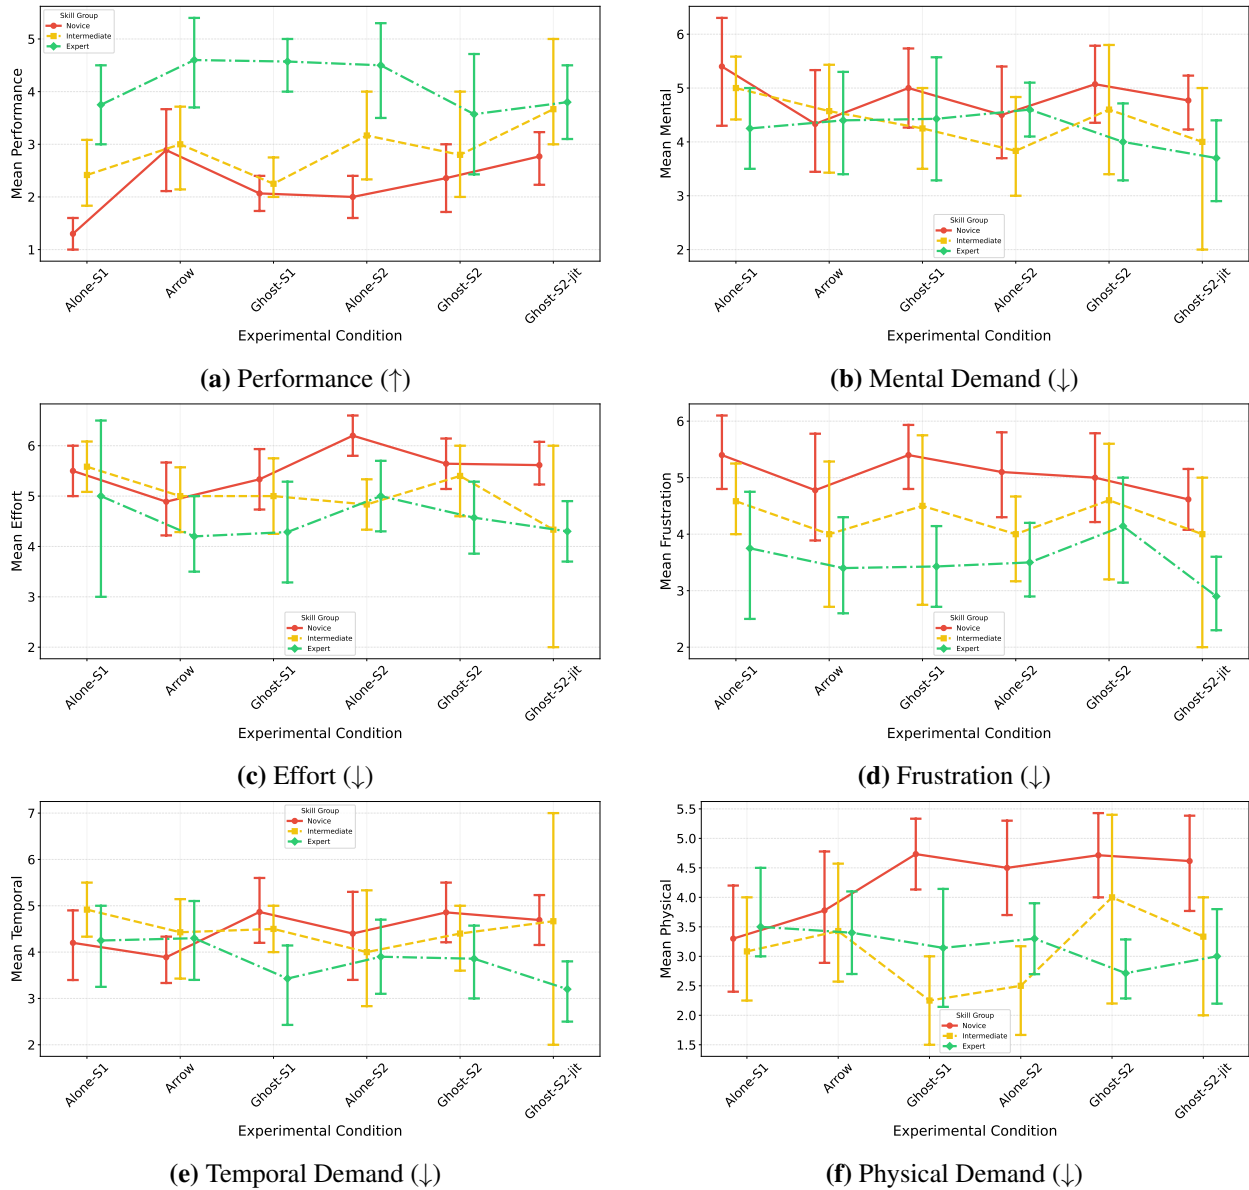 Skill Group
Novice
Intermediate
Expert
5
4
3
2
1
Mean Performance
Alone-S1
Arrow
Ghost-S1
Alone-S2
Ghost-S2
Ghost-S2-jit
Experimental Condition
(a) Performance (↑)
6
5
4
3
2
Mean Mental
Skill Group
Novice
Intermediate
Expert
Alone-S1
Arrow
Ghost-S1
Alone-S2
Ghost-S2
Ghost-S2-jit
Experimental Condition
(b) Mental Demand (↓)
6
5
4
3
2
Mean Effort
Skill Group
Novice
Intermediate
Expert
Alone-S1
Arrow
Ghost-S1
Alone-S2
Ghost-S2
Ghost-S2-jit
Experimental Condition
(c) Effort (↓)
6
5
4
3
2
Mean Frustration
Skill Group
Novice
Intermediate
Expert
Alone-S1
Arrow
Ghost-S1
Alone-S2
Ghost-S2
Ghost-S2-jit
Experimental Condition
(d) Frustration (↓)
Skill Group
Novice
Intermediate
Expert
7
6
5
4
3
2
Mean Temporal
Alone-S1
Arrow
Ghost-S1
Alone-S2
Ghost-S2
Ghost-S2-jit
Experimental Condition
(e) Temporal Demand (↓)
5.5
5.0
4.5
4.0
3.5
3.0
2.5
2.0
1.5
Mean Physical
Skill Group
Novice
Intermediate
Expert
Alone-S1
Arrow
Ghost-S1
Alone-S2
Ghost-S2
Ghost-S2-jit
Experimental Condition
(f) Physical Demand (↓)